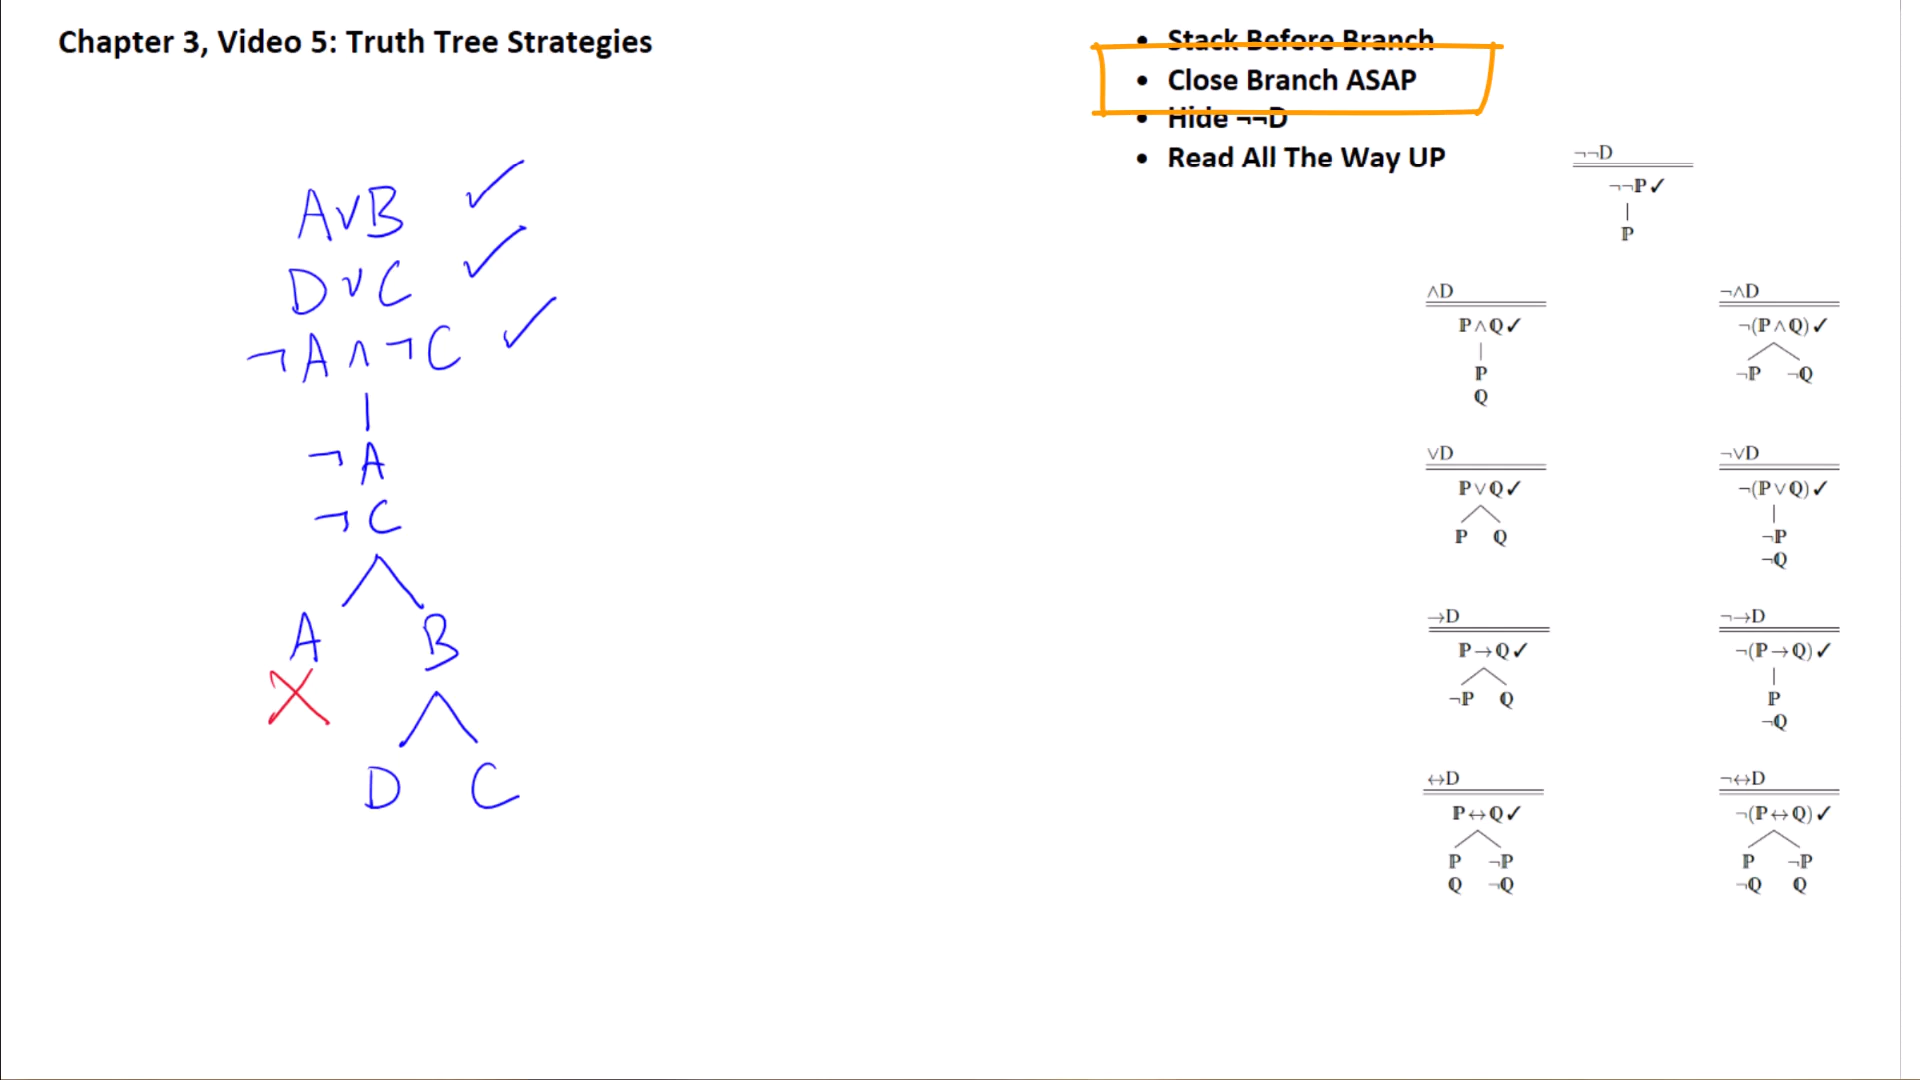 Chapter 3, Video 5: Truth Tree Strategies
• Stack Before Branch
• Close Branch ASAP
• Hide ¬¬D
• Read All The Way UP
A∨B ✓
D∨C ✓
¬A∧¬C ✓
|
¬A
¬C
A B
X
D C
¬¬D
¬¬ℙ✓
|
ℙ
∧D ¬∧D
ℙ∧ℚ✓ ¬(ℙ∧ℚ)✓
| ¬ℙ ¬ℚ
ℙ
ℚ
∨D ¬∨D
ℙ∨ℚ✓ ¬(ℙ∨ℚ)✓
ℙ ℚ |
¬ℙ
¬ℚ
→D ¬→D
ℙ→ℚ✓ ¬(ℙ→ℚ)✓
¬ℙ ℚ |
ℙ
¬ℚ
↔D ¬↔D
ℙ↔ℚ✓ ¬(ℙ↔ℚ)✓
ℙ ¬ℙ ℙ ¬ℙ
ℚ ¬ℚ ¬ℚ ℚ